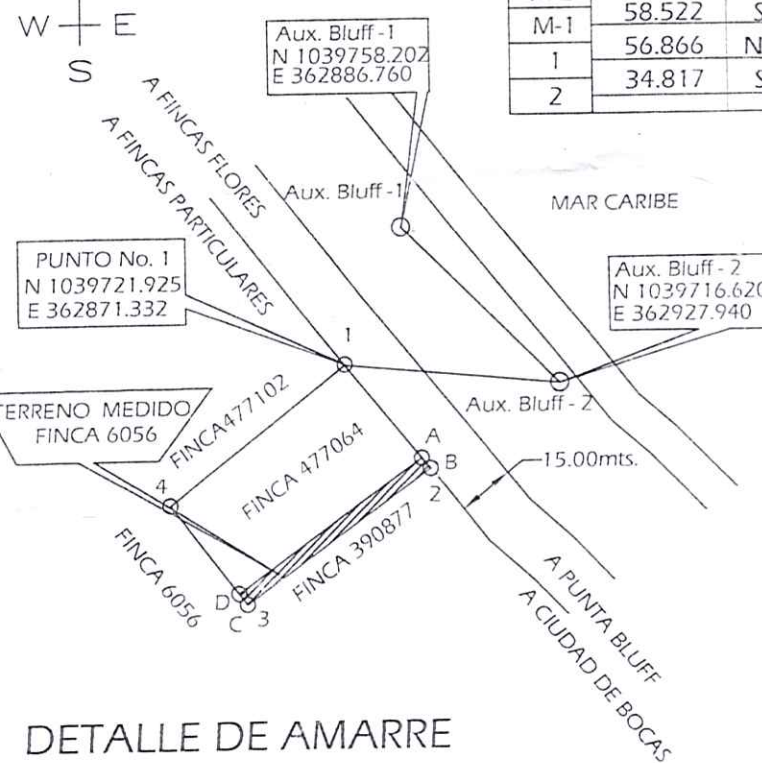 W E
S
Aux. Bluff-1
N 1039758.202
E 362886.760
58.522 S
M-1
56.866 N
1
34.817 S
2
A FINCAS FLORES
A FINCAS PARTICULARES
Aux. Bluff-1
MAR CARIBE
PUNTO No. 1
N 1039721.925
E 362871.332
Aux. Bluff - 2
N 1039716.620
E 362927.940
1
Aux. Bluff - 2
TERRENO MEDIDO
FINCA 6056
FINCA477102
FINCA 477064
A
B
2
15.00mts.
4
FINCA 390877
FINCA 6056
D
C
3
A PUNTA BLUFF
A CIUDAD DE BOCAS
DETALLE DE AMARRE